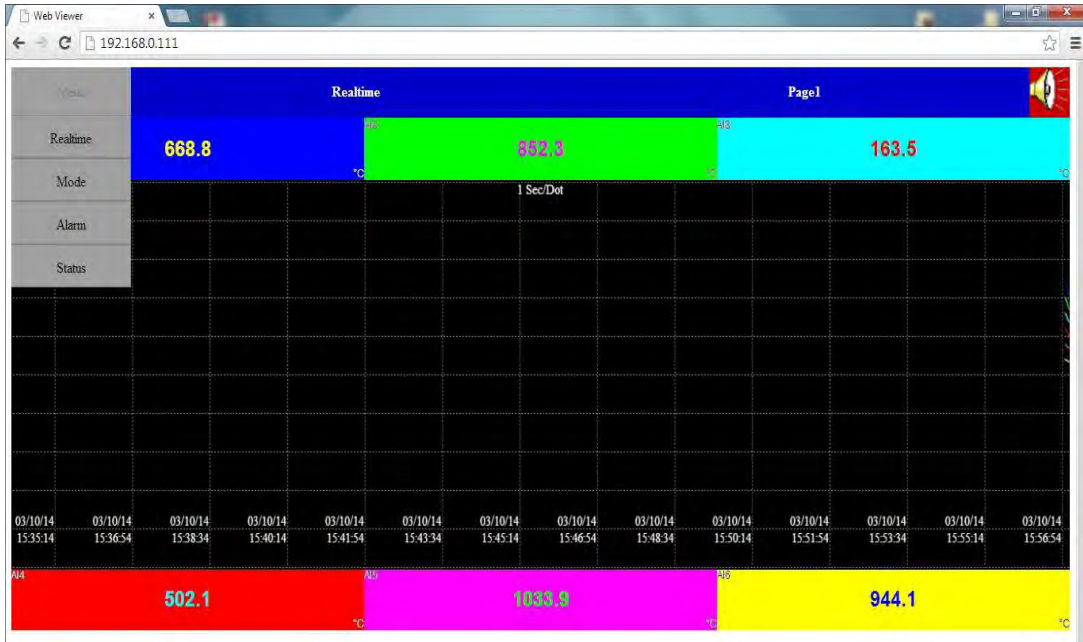 Web Viewer
192.168.0.111
Menu
Realtime
Page1
Realtime
Mode
Alarm
Status
668.8
°C
AI2
852.3
°C
AI3
163.5
°C
1 Sec/Dot
03/10/14 03/10/14 03/10/14 03/10/14 03/10/14 03/10/14 03/10/14 03/10/14 03/10/14 03/10/14 03/10/14 03/10/14 03/10/14 03/10/14
15:35:14 15:36:54 15:38:34 15:40:14 15:41:54 15:43:34 15:45:14 15:46:54 15:48:34 15:50:14 15:51:54 15:53:34 15:55:14 15:56:54
AI4
502.1
°C
AI5
1033.9
°C
AI6
944.1
°C